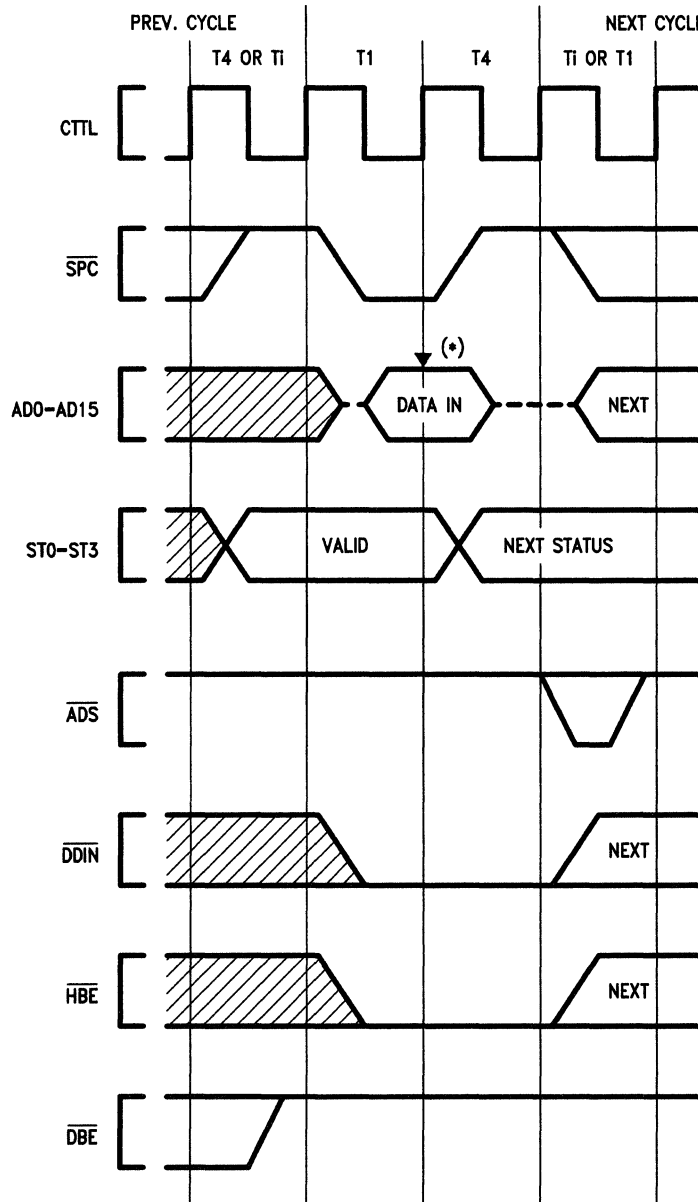 PREV. CYCLE NEXT CYCLE
T4 OR Ti T1 T4 Ti OR T1
CTTL
SPC
(*)
AD0-AD15 DATA IN NEXT
ST0-ST3 VALID NEXT STATUS
ADS
DDIN NEXT
HBE NEXT
DBE